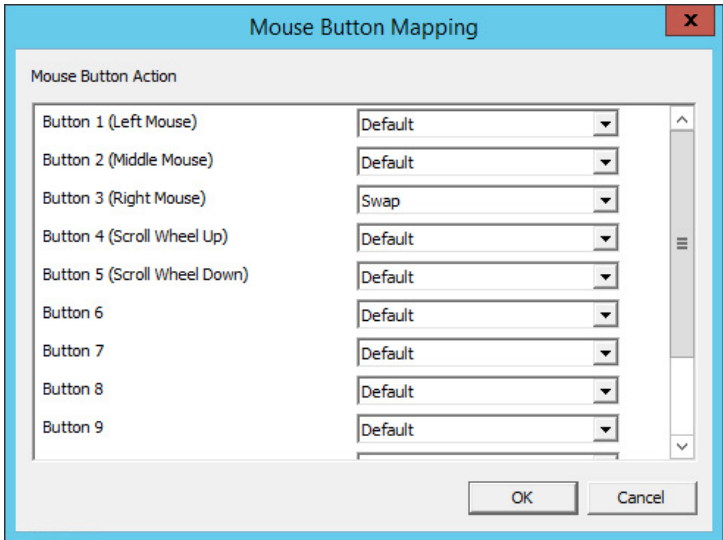 Mouse Button Mapping
x
Mouse Button Action
Button 1 (Left Mouse) Default
Button 2 (Middle Mouse) Default
Button 3 (Right Mouse) Swap
Button 4 (Scroll Wheel Up) Default
Button 5 (Scroll Wheel Down) Default
Button 6 Default
Button 7 Default
Button 8 Default
Button 9 Default
OK Cancel